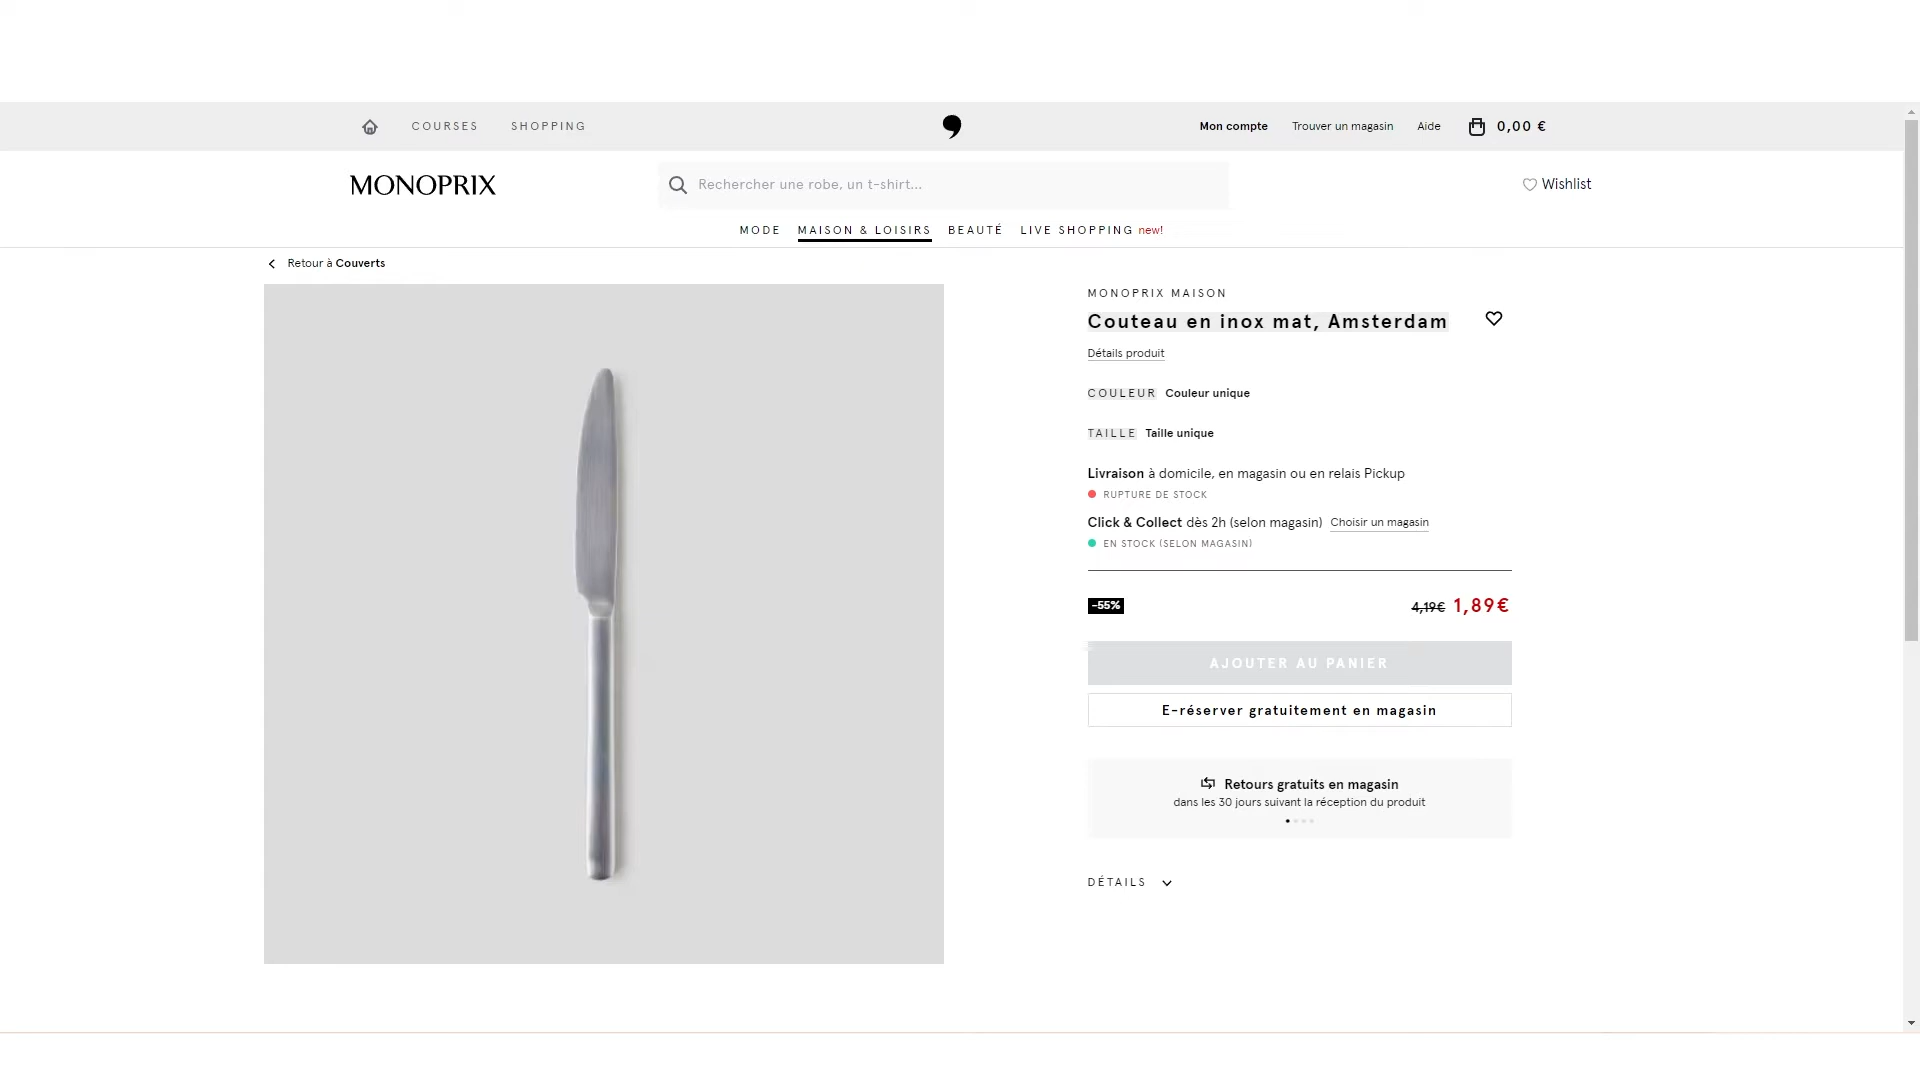 COURSES SHOPPING Mon compte Trouver un magasin Aide 0,00 €
MONOPRIX Rechercher une robe, un t-shirt... Wishlist
MODE MAISON & LOISIRS BEAUTÉ LIVE SHOPPING new!
Retour à Couverts
MONOPRIX MAISON
Couteau en inox mat, Amsterdam
Détails produit
COULEUR Couleur unique
TAILLE Taille unique
Livraison à domicile, en magasin ou en relais Pickup
RUPTURE DE STOCK
Click & Collect dès 2h (selon magasin) Choisir un magasin
EN STOCK (SELON MAGASIN)
-55% 4,19€ 1,89€
AJOUTER AU PANIER
E-réserver gratuitement en magasin
Retours gratuits en magasin
dans les 30 jours suivant la réception du produit
DÉTAILS